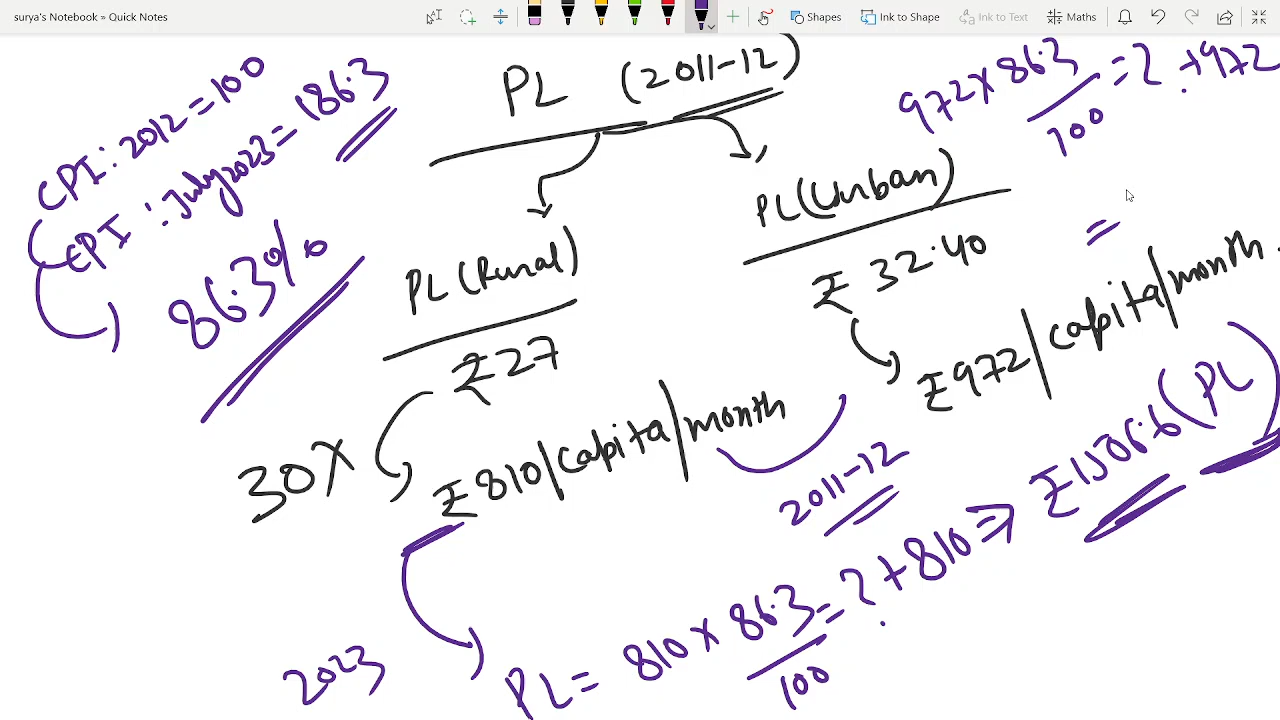 surya's Notebook » Quick Notes
Shapes
Ink to Shape
Ink to Text
Maths
PL (2011-12)
CPI: 2012 = 100
CPI: July 2023 = 186.3
86.3%
PL (Rural)
₹27
30X
₹810/capita/month
PL (Urban)
₹32.40
₹972/capita/month
972 x 86.3 / 100 = ? + 972
=
2011-12
2023
PL = 810 x 86.3 / 100 = ? + 810 ⇒ ₹1506.6 (PL)